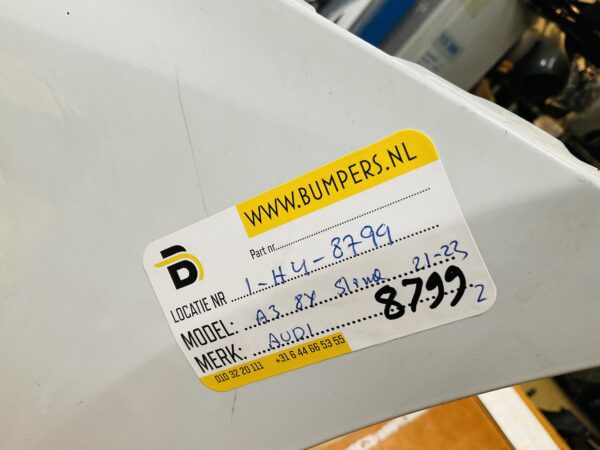 WWW.BUMPERS.NL
Part nr.
LOCATIE NR 1-H4-8799
MODEL: A3 8Y 21-23
MERK: AUDI 8799 2
010 32 20 111 +31 6 44 66 53 55